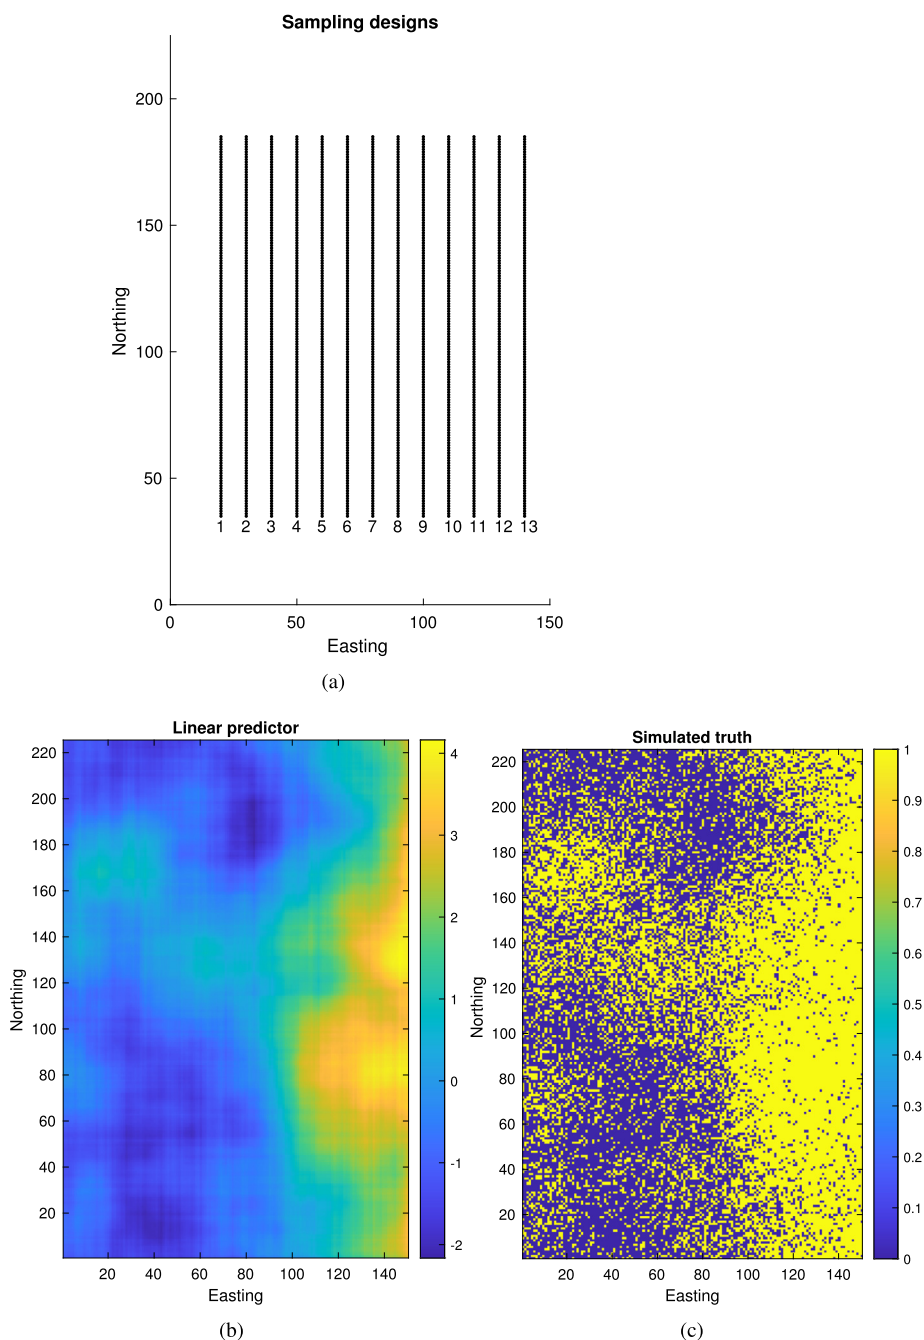 Sampling designs
200
150
100
50
0
Northing
1 2 3 4 5 6 7 8 9 10 11 12 13
0 50 100 150
Easting
(a)
Linear predictor
220
200
180
160
140
120
100
80
60
40
20
Northing
20 40 60 80 100 120 140
Easting
4
3
2
1
0
-1
-2
(b)
Simulated truth
220
200
180
160
140
120
100
80
60
40
20
Northing
20 40 60 80 100 120 140
Easting
1
0.9
0.8
0.7
0.6
0.5
0.4
0.3
0.2
0.1
0
(c)